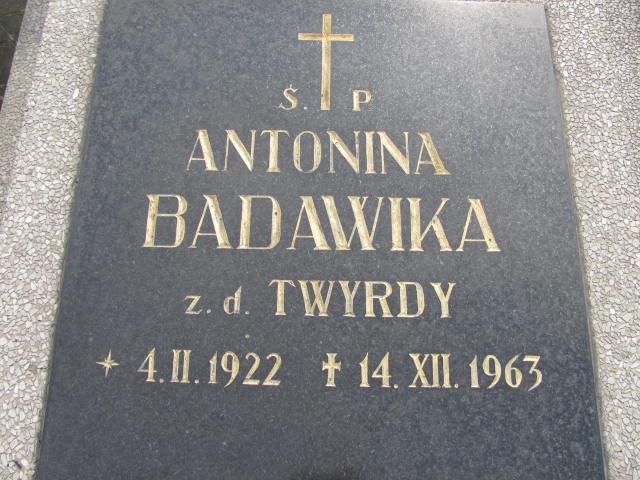 Ś. P
ANTONINA
BADAWIKA
z. d. TWYRDY
* 4. II. 1922 ✝ 14. XII. 1963